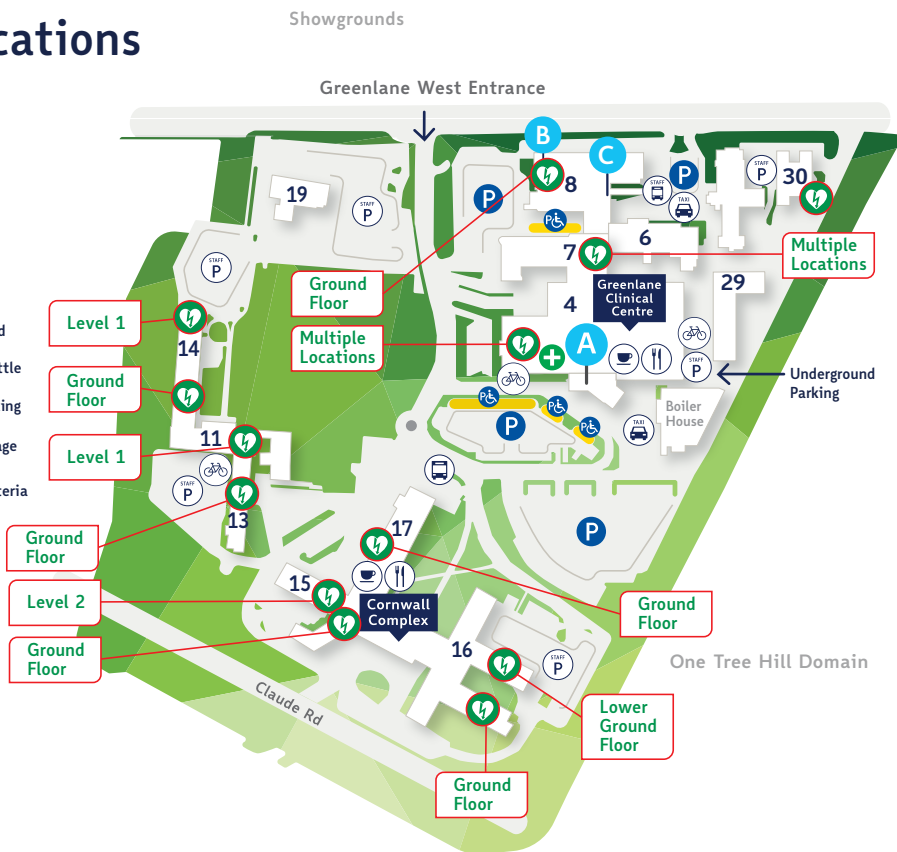 Showgrounds
cations
Greenlane West Entrance
B
C
8
P
STAFF
P
30
19
STAFF
P
P
STAFF
TAXI
P
6
7
Multiple
Locations
STAFF
P
Ground
Floor
Greenlane
Clinical
Centre
29
4
Level 1
d
Multiple
Locations
A
14
ttle
STAFF
P
Underground
Parking
Ground
Floor
ing
P
P
P
P
Boiler
House
TAXI
11
age
Level 1
STAFF
P
teria
13
17
P
Ground
Floor
15
Level 2
Cornwall
Complex
Ground
Floor
Ground
Floor
16
STAFF
P
One Tree Hill Domain
Claude Rd
Lower
Ground
Floor
Ground
Floor